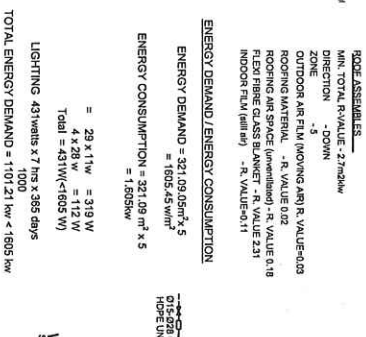 ROOF ASSEMBLES
MIN. TOTAL R-VALUE - 2.7m2k/w
DIRECTION - DOWN
ZONE - 5
OUTDOOR AIR FILM (MOVING AIR) R. VALUE=0.03
ROOFING MATERIAL - R. VALUE 0.02
ROOFING AIR SPACE (unventilated) - R. VALUE 0.18
FLEXI FIBRE GLASS BLANKET - R. VALUE 2.31
INDOOR FILM (still air) - R. VALUE=0.11
ENERGY DEMAND / ENERGY CONSUMPTION
ENERGY DEMAND = 321.09.05m² x 5
= 1605.45 w/m²
ENERGY CONSUMPTION = 321.09 m² x 5
= 1.605kw
= 29 x 11w = 319 W
4 x 28 w = 112 W
Total = 431W(<1605 W)
LIGHTING 431watts x 7 hrs x 365 days
1000
TOTAL ENERGY DEMAND = 1101.21 kw < 1605 kw
HDPE UN